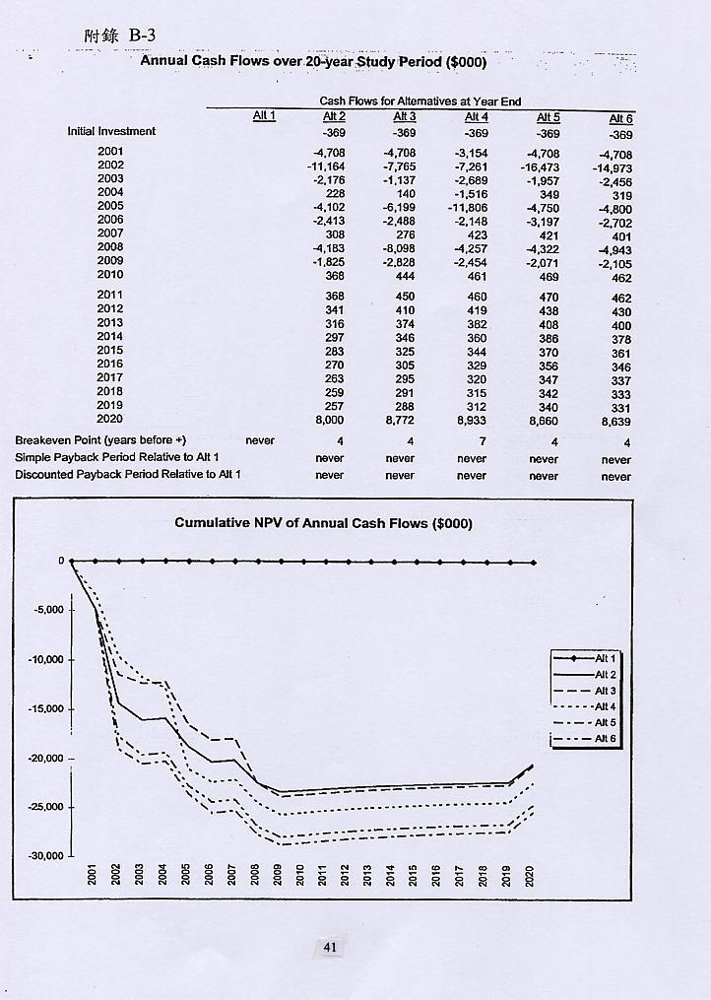 附錄 B-3
Annual Cash Flows over 20-year Study Period ($000)
Cash Flows for Alternatives at Year End
Alt 1 Alt 2 Alt 3 Alt 4 Alt 5 Alt 6
Initial Investment -369 -369 -369 -369 -369
2001 -4,708 -4,708 -3,154 -4,708 -4,708
2002 -11,164 -7,765 -7,261 -16,473 -14,973
2003 -2,176 -1,137 -2,689 -1,957 -2,456
2004 228 140 -1,516 349 319
2005 -4,102 -6,199 -11,806 -4,750 -4,800
2006 -2,413 -2,488 -2,148 -3,197 -2,702
2007 308 276 423 421 401
2008 -4,183 -8,098 -4,257 -4,322 -4,943
2009 -1,825 -2,828 -2,454 -2,071 -2,105
2010 368 444 461 469 462
2011 368 450 460 470 462
2012 341 410 419 438 430
2013 316 374 382 408 400
2014 297 346 360 386 378
2015 283 325 344 370 361
2016 270 305 329 356 346
2017 263 295 320 347 337
2018 259 291 315 342 333
2019 257 288 312 340 331
2020 8,000 8,772 8,933 8,660 8,639
Breakeven Point (years before +) never 4 4 7 4 4
Simple Payback Period Relative to Alt 1 never never never never never
Discounted Payback Period Relative to Alt 1 never never never never never
Cumulative NPV of Annual Cash Flows ($000)
0
-5,000
-10,000
-15,000
-20,000
-25,000
-30,000
Alt 1
Alt 2
Alt 3
Alt 4
Alt 5
Alt 6
2001 2002 2003 2004 2005 2006 2007 2008 2009 2010 2011 2012 2013 2014 2015 2016 2017 2018 2019 2020
41